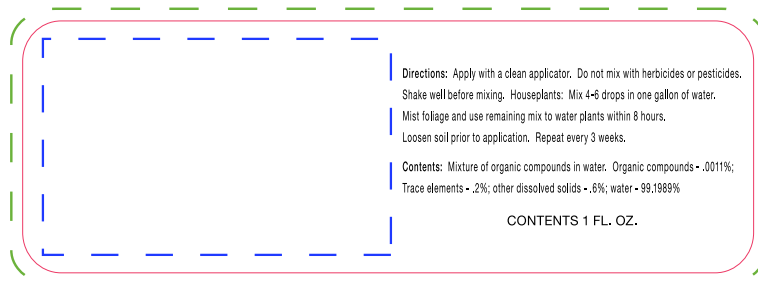 Directions: Apply with a clean applicator. Do not mix with herbicides or pesticides.
Shake well before mixing. Houseplants: Mix 4-6 drops in one gallon of water.
Mist foliage and use remaining mix to water plants within 8 hours.
Loosen soil prior to application. Repeat every 3 weeks.
Contents: Mixture of organic compounds in water. Organic compounds - .0011%;
Trace elements - .2%; other dissolved solids - .6%; water - 99.1989%
CONTENTS 1 FL. OZ.